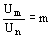 Um/Un = m